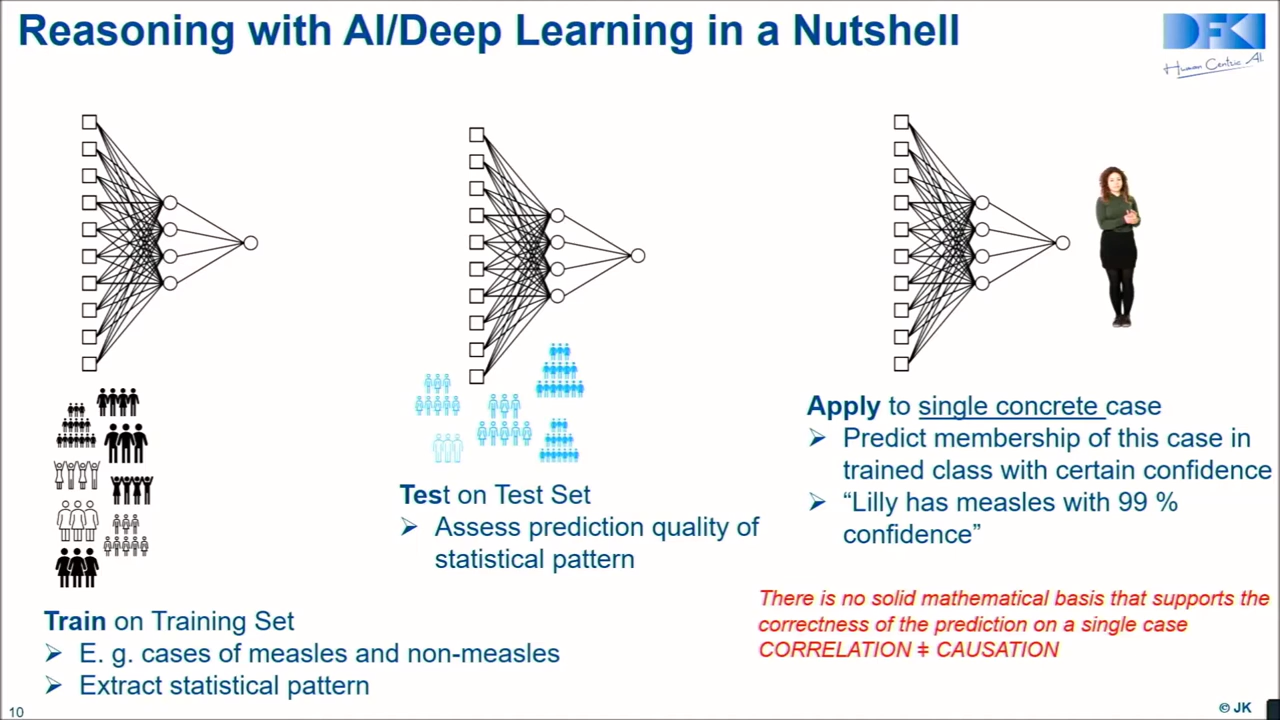 Reasoning with AI/Deep Learning in a Nutshell
DFKI
Human Centric AI.
Train on Training Set
➢ E. g. cases of measles and non-measles
➢ Extract statistical pattern
Test on Test Set
➢ Assess prediction quality of
statistical pattern
Apply to single concrete case
➢ Predict membership of this case in
trained class with certain confidence
➢ “Lilly has measles with 99 %
confidence”
There is no solid mathematical basis that supports the
correctness of the prediction on a single case
CORRELATION ǂ CAUSATION
10
© JK